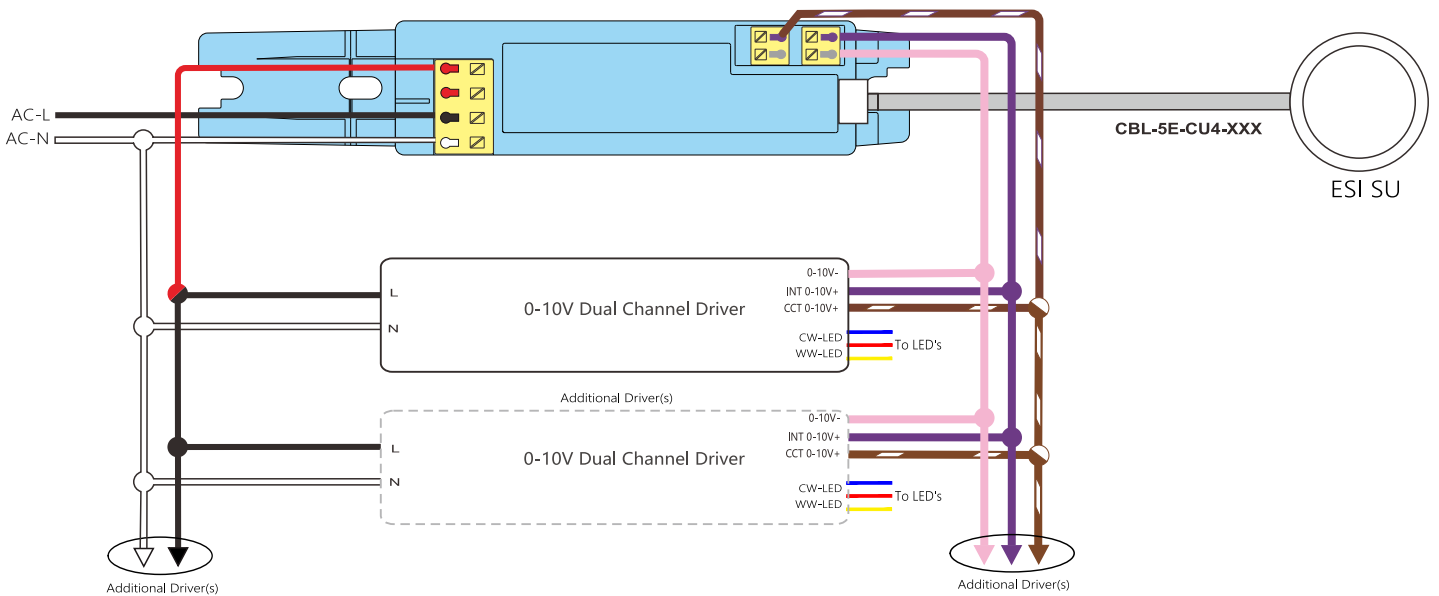 AC-L
AC-N
CBL-5E-CU4-XXX
ESI SU
L
N
0-10V Dual Channel Driver
0-10V-
INT 0-10V+
CCT 0-10V+
CW-LED
WW-LED
To LED's
Additional Driver(s)
L
N
0-10V Dual Channel Driver
0-10V-
INT 0-10V+
CCT 0-10V+
CW-LED
WW-LED
To LED's
Additional Driver(s)
Additional Driver(s)